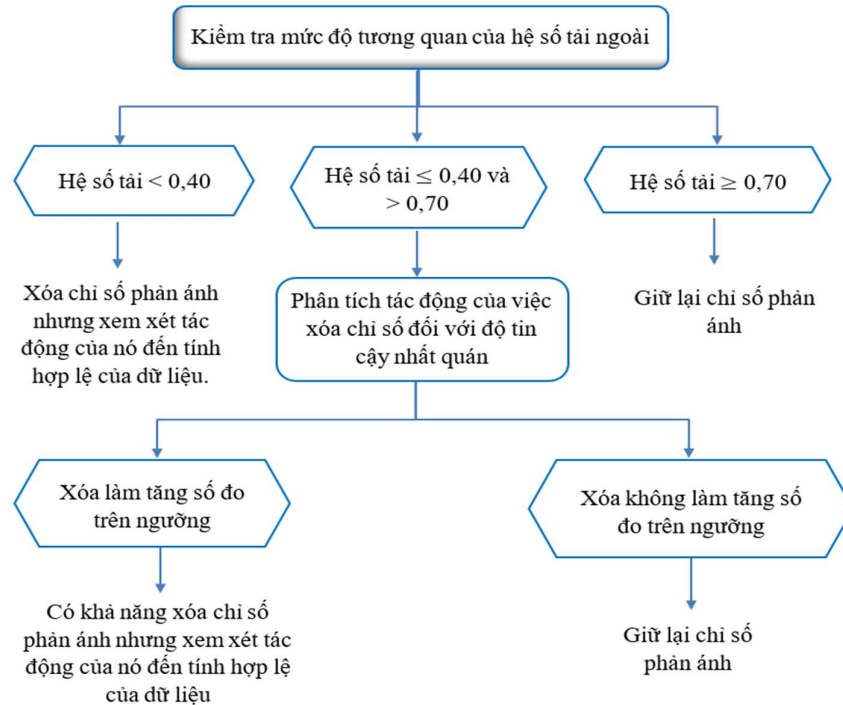 Kiểm tra mức độ tương quan của hệ số tải ngoài
Hệ số tải < 0,40
Hệ số tải ≤ 0,40 và
> 0,70
Hệ số tải ≥ 0,70
Xóa chỉ số phản ánh
nhưng xem xét tác
động của nó đến tính
hợp lệ của dữ liệu.
Phân tích tác động của việc
xóa chỉ số đối với độ tin
cậy nhất quán
Giữ lại chỉ số phản
ánh
Xóa làm tăng số đo
trên ngưỡng
Xóa không làm tăng số
đo trên ngưỡng
Có khả năng xóa chỉ số
phản ánh nhưng xem xét tác
động của nó đến tính hợp lệ
của dữ liệu
Giữ lại chỉ số
phản ánh